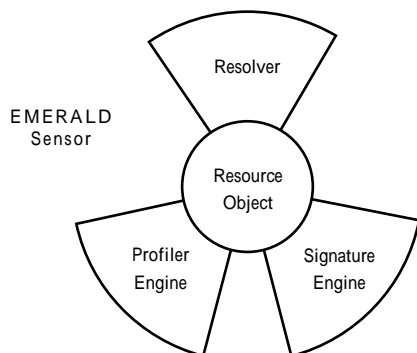 Resolver
EMERALD
Sensor
Resource
Object
Profiler
Engine
Signature
Engine